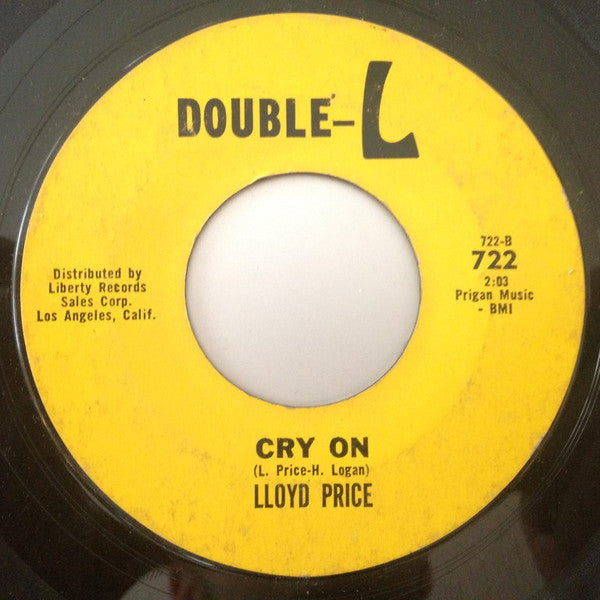 DOUBLE-L
722-B
722
2:03
Prigan Music
- BMI
Distributed by
Liberty Records
Sales Corp.
Los Angeles, Calif.
CRY ON
(L. Price-H. Logan)
LLOYD PRICE